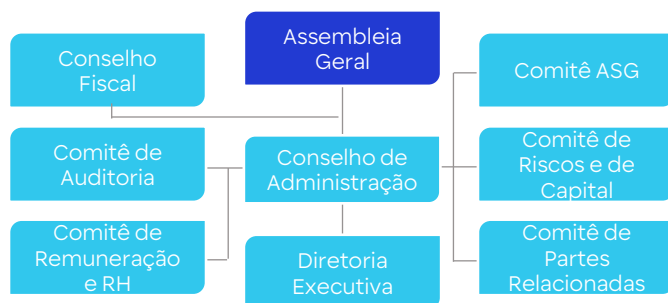 Assembleia
Geral
Conselho
Fiscal
Comitê ASG
Comitê de
Auditoria
Conselho de
Administração
Comitê de
Riscos e de
Capital
Comitê de
Remuneração
e RH
Diretoria
Executiva
Comitê de
Partes
Relacionadas